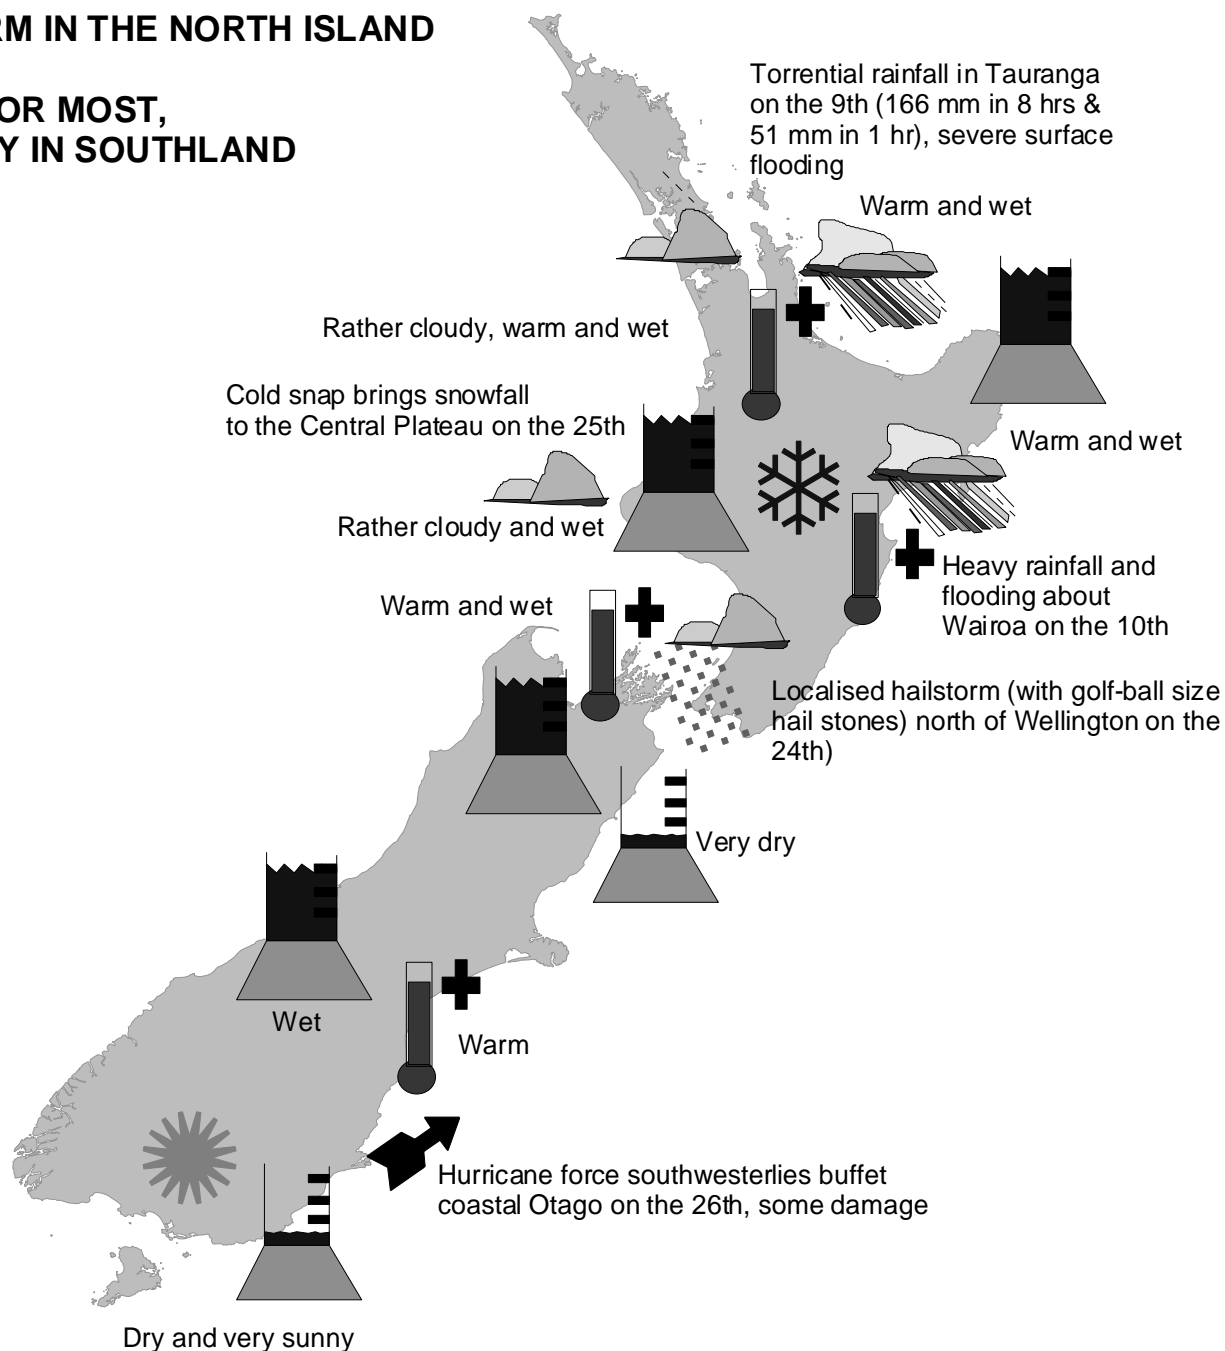 RM IN THE NORTH ISLAND
OR MOST,
Y IN SOUTHLAND
Torrential rainfall in Tauranga
on the 9th (166 mm in 8 hrs &
51 mm in 1 hr), severe surface
flooding
Warm and wet
Rather cloudy, warm and wet
Cold snap brings snowfall
to the Central Plateau on the 25th
Warm and wet
Rather cloudy and wet
Heavy rainfall and
flooding about
Wairoa on the 10th
Warm and wet
Localised hailstorm (with golf-ball size
hail stones) north of Wellington on the
24th)
Very dry
Wet
Warm
Hurricane force southwesterlies buffet
coastal Otago on the 26th, some damage
Dry and very sunny